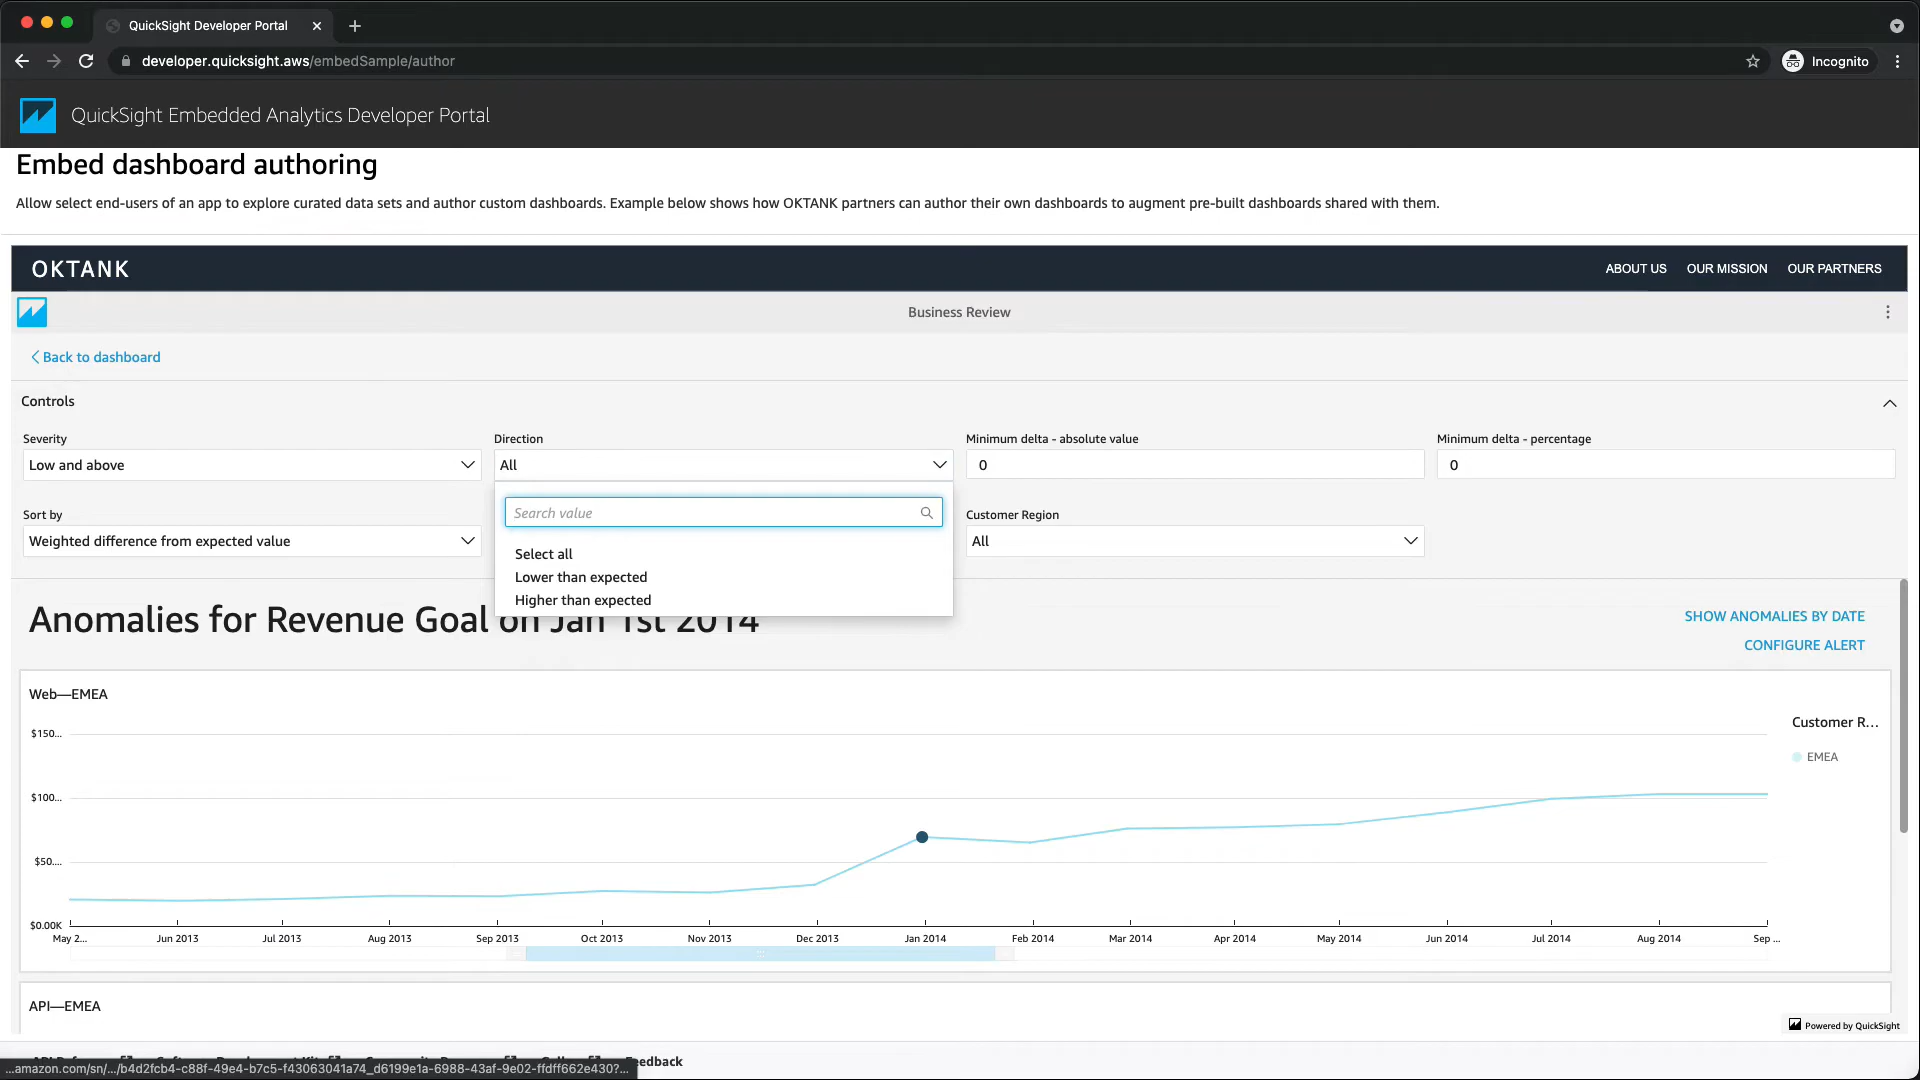 QuickSight Developer Portal
developer.quicksight.aws/embedSample/author
Incognito
QuickSight Embedded Analytics Developer Portal
Embed dashboard authoring
Allow select end-users of an app to explore curated data sets and author custom dashboards. Example below shows how OKTANK partners can author their own dashboards to augment pre-built dashboards shared with them.
OKTANK
ABOUT US OUR MISSION OUR PARTNERS
Business Review
Back to dashboard
Controls
Severity Direction Minimum delta - absolute value Minimum delta - percentage
Low and above All 0 0
Sort by Customer Region
Weighted difference from expected value All
Search value
Select all
Lower than expected
Higher than expected
Anomalies for Revenue Goal on Jan 1st 2014
SHOW ANOMALIES BY DATE
CONFIGURE ALERT
Web—EMEA
Customer R...
EMEA
$150...
$100...
$50....
$0.00K
May 2... Jun 2013 Jul 2013 Aug 2013 Sep 2013 Oct 2013 Nov 2013 Dec 2013 Jan 2014 Feb 2014 Mar 2014 Apr 2014 May 2014 Jun 2014 Jul 2014 Aug 2014 Sep ...
API—EMEA
Powered by QuickSight
eedback
...amazon.com/sn/.../b4d2fcb4-c88f-49e4-b7c5-f43063041a74_d6199e1a-6988-43af-9e02-ffdff662e430?...